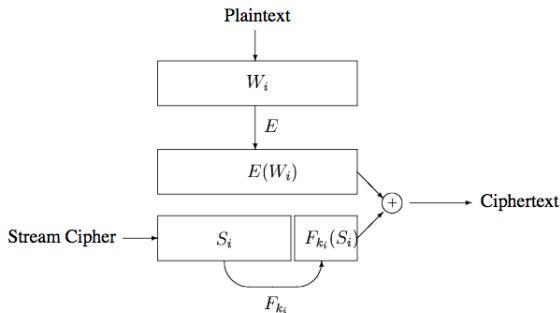 Plaintext
W_i
E
E(W_i)
+
Ciphertext
Stream Cipher
S_i
F_{k_i}(S_i)
F_{k_i}